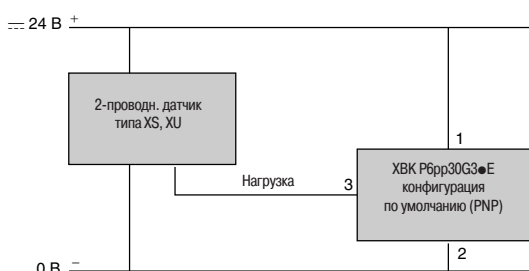 24 В +
2-проводн. датчик
типа XS, XU
1
Нагрузка
3
XBK P6pp30G3●E
конфигурация
по умолчанию (PNP)
2
0 В –